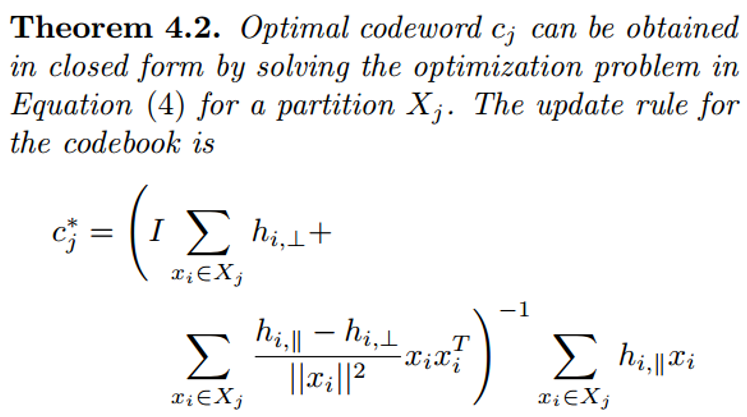 Theorem 4.2. Optimal codeword $c_j$ can be obtained
in closed form by solving the optimization problem in
Equation (4) for a partition $X_j$. The update rule for
the codebook is
$c_j^* = \Bigg( I \sum_{x_i \in X_j} h_{i,\perp} +$
$\sum_{x_i \in X_j} \frac{h_{i,\parallel} - h_{i,\perp}}{||x_i||^2} x_i x_i^T \Bigg)^{-1} \sum_{x_i \in X_j} h_{i,\parallel} x_i$